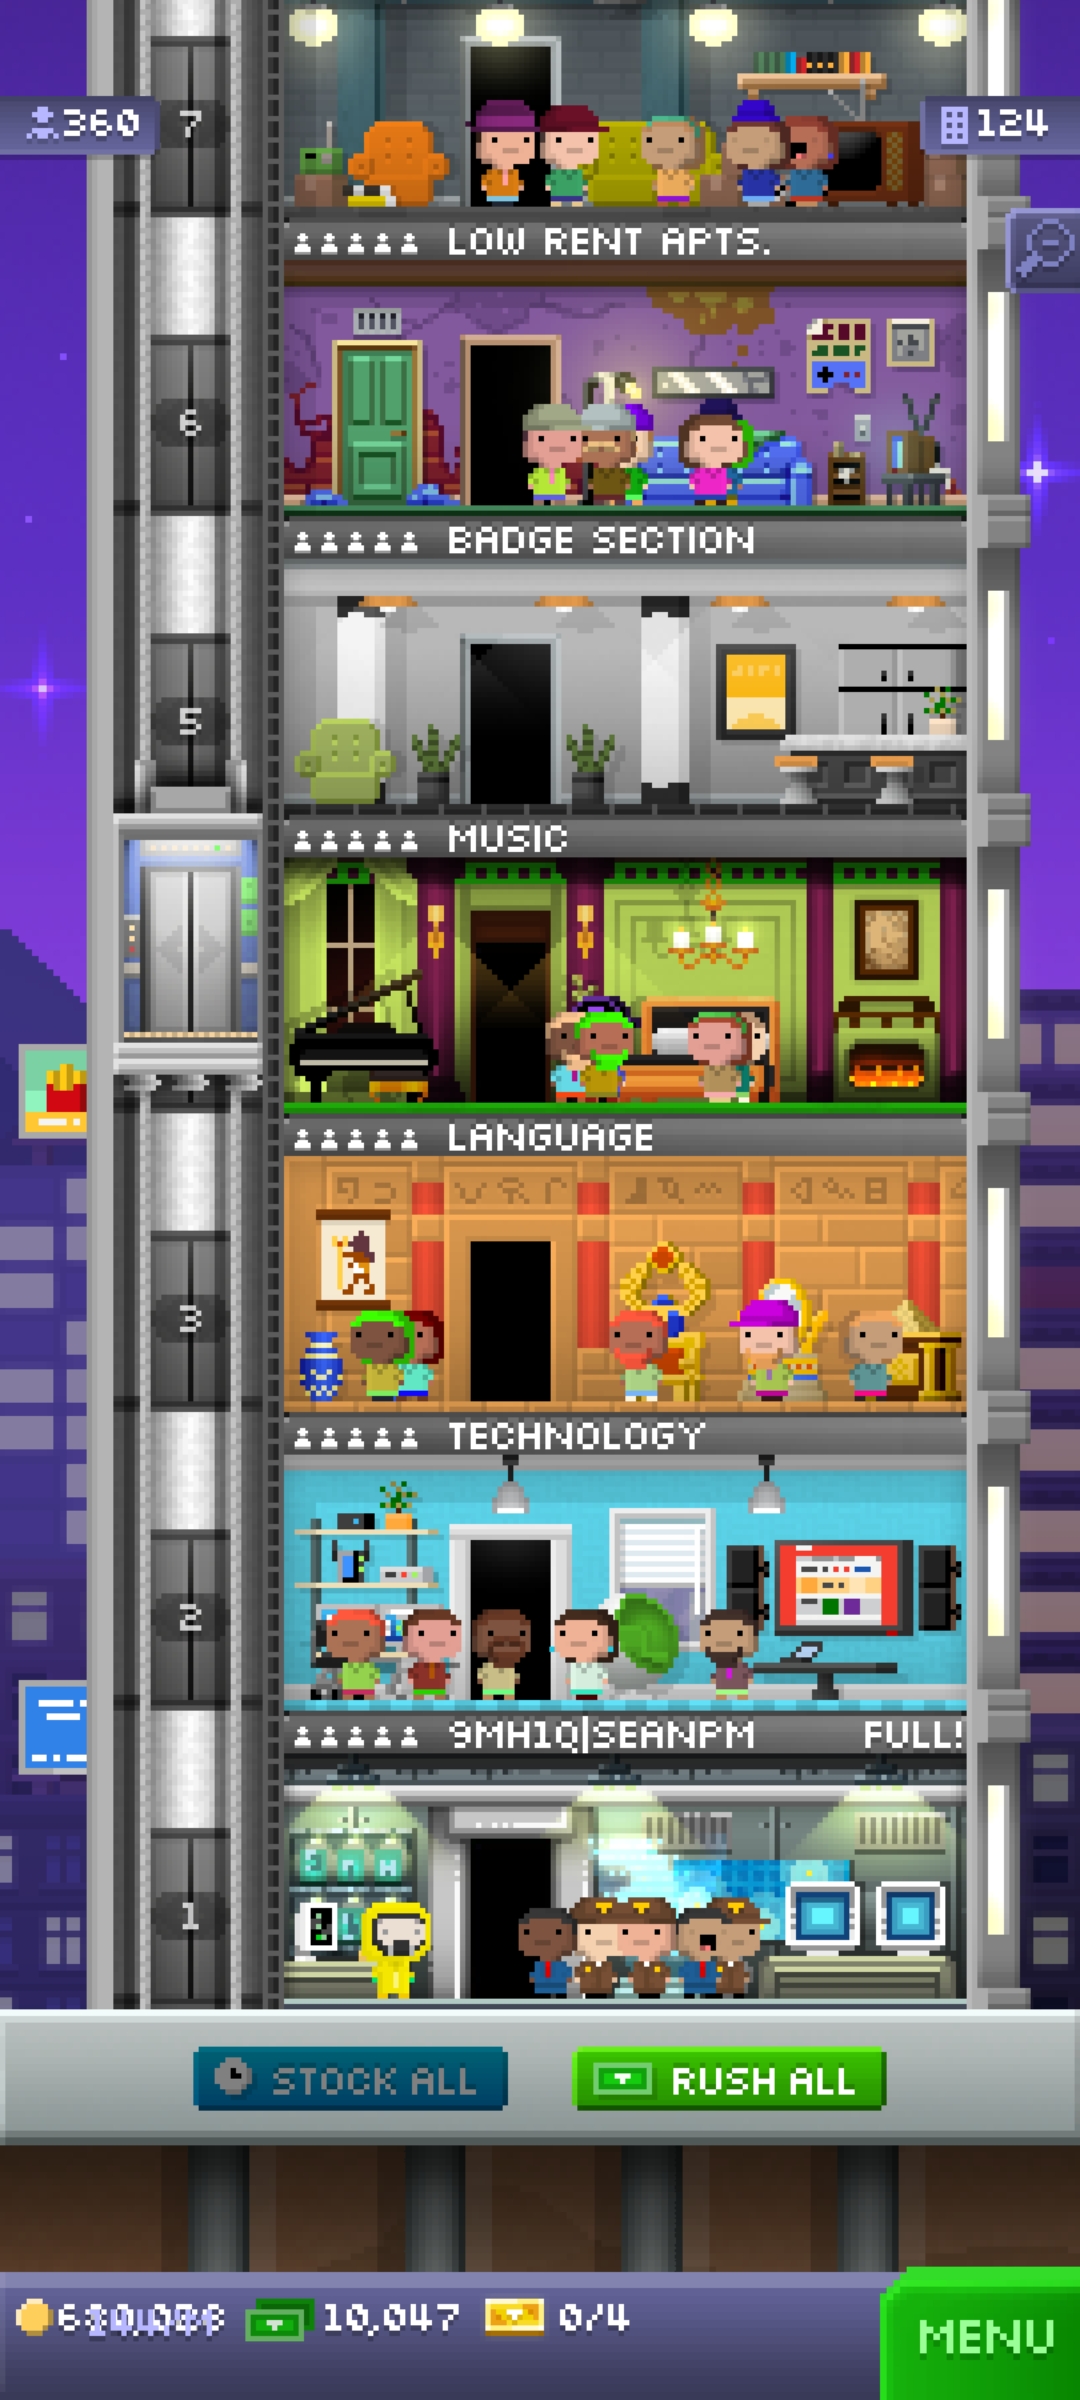 360
7
124
LOW RENT APTS.
6
BADGE SECTION
5
MUSIC
LANGUAGE
3
TECHNOLOGY
2
9MH1Q|SEANPM FULL!
1
STOCK ALL
RUSH ALL
10,047
0/4
MENU